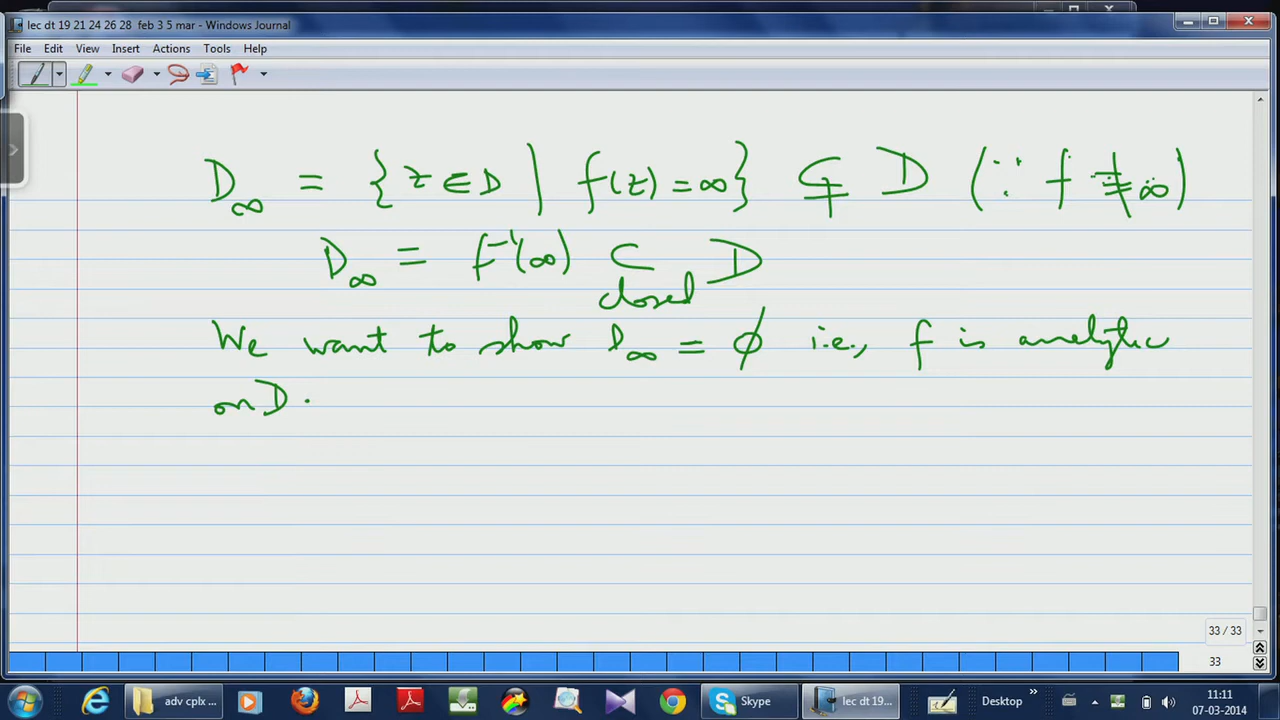 lec dt 19 21 24 26 28 feb 3 5 mar - Windows Journal
File Edit View Insert Actions Tools Help
D∞ = {z ∈ D | f(z) = ∞} ⊊ D (∵ f ≢ ∞)
D∞ = f⁻¹(∞) ⊂ D
closed
We want to show D∞ = ϕ i.e., f is analytic
on D.
33 / 33
33
adv cplx ... Skype lec dt 19... Desktop » 11:11
07-03-2014